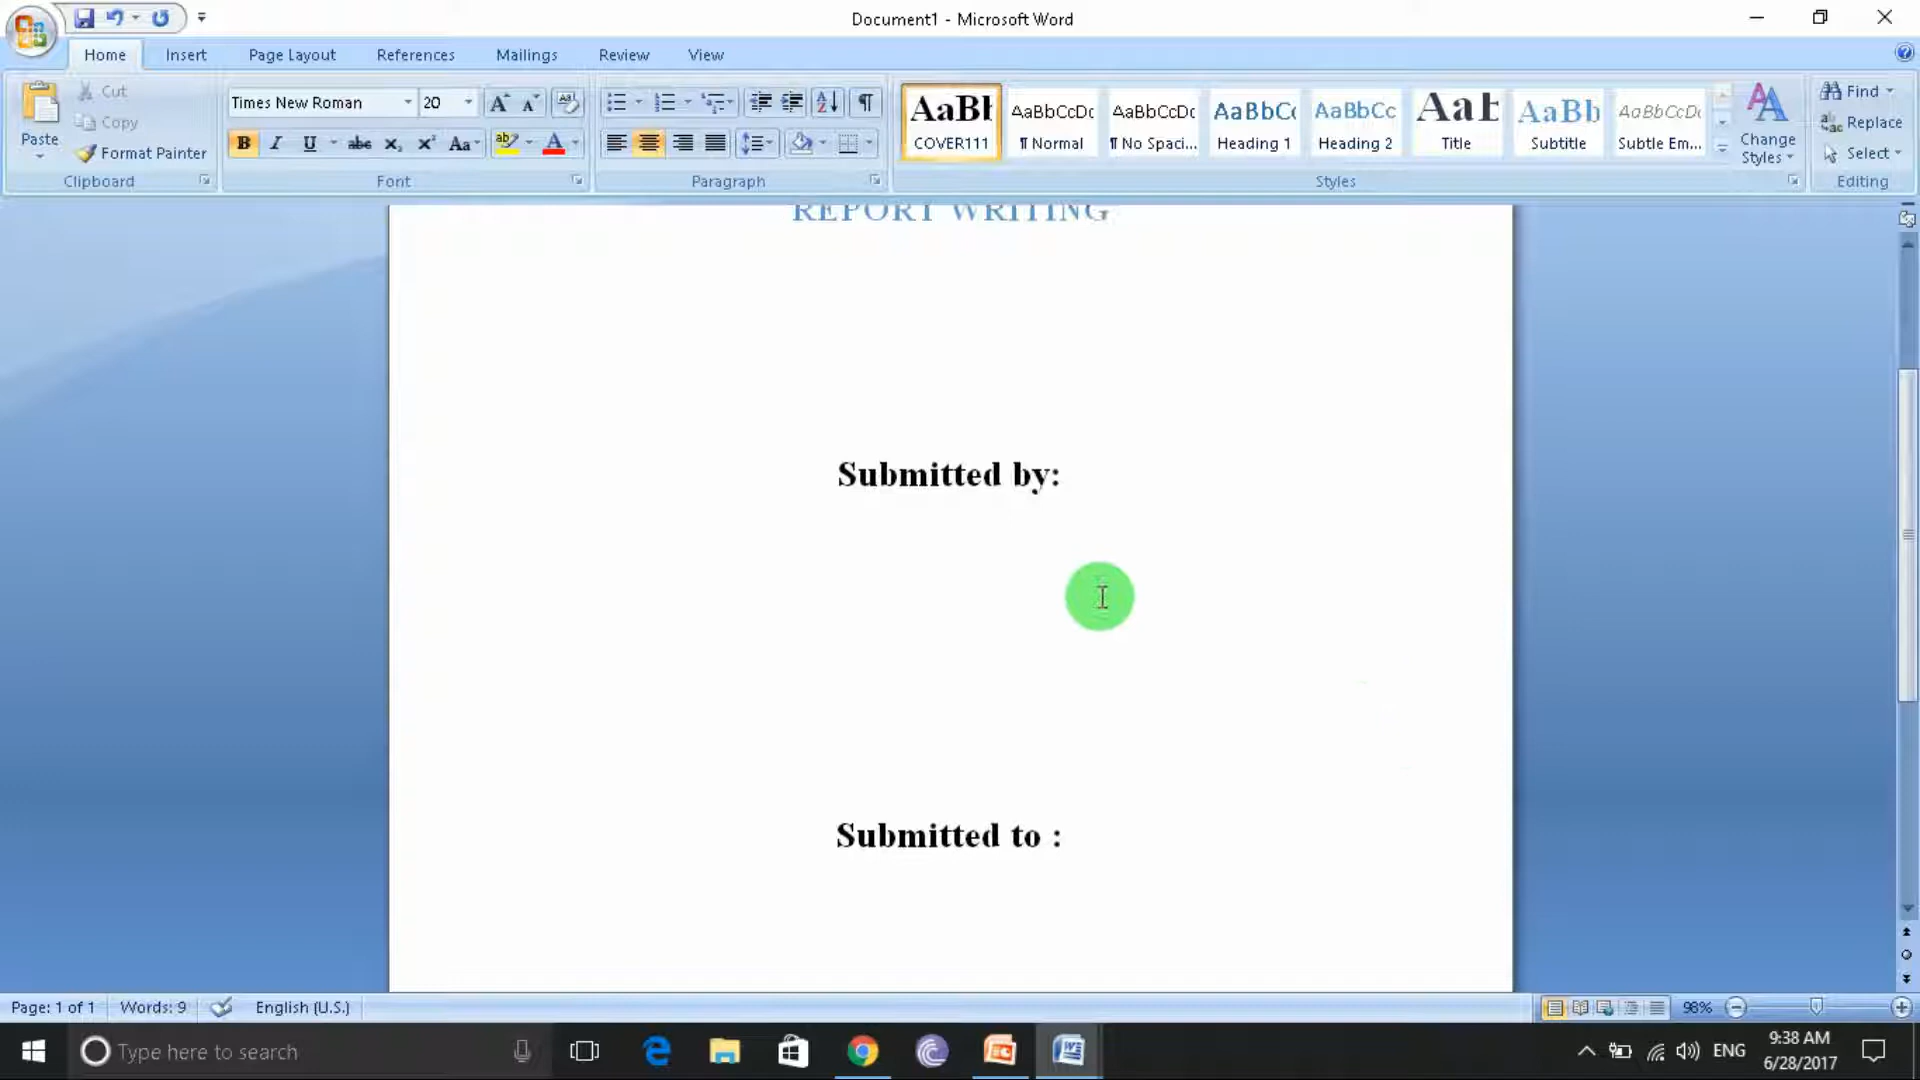 Document1 - Microsoft Word
Home Insert Page Layout References Mailings Review View
Paste
Cut
Copy
Format Painter
Clipboard
Times New Roman 20
Font
Paragraph
AaBb AaBbCcDc AaBbCcDc AaBbCc AaBbCc AaB AaBb AaBbCcDc
COVER111 ¶ Normal ¶ No Spaci... Heading 1 Heading 2 Title Subtitle Subtle Em...
Styles
Change Styles
Find
Replace
Select
Editing
REPORT WRITING
Submitted by:
Submitted to :
Page: 1 of 1 Words: 9 English (U.S.) 98%
Type here to search
ENG
9:38 AM
6/28/2017